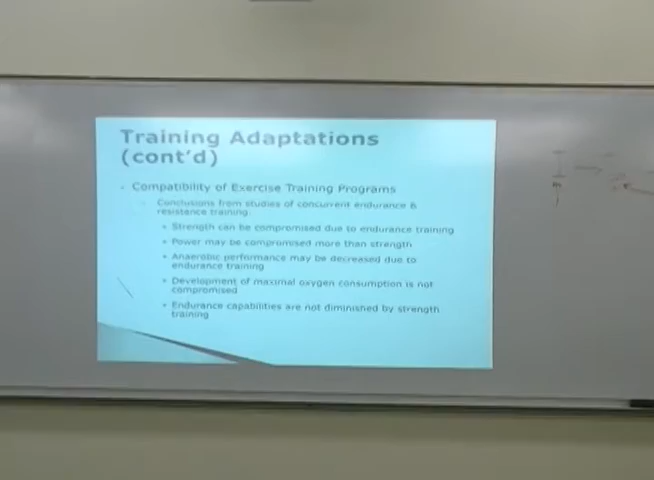 Training Adaptations
(cont'd)
Compatibility of Exercise Training Programs
Conclusions from studies of concurrent endurance &
resistance training
Strength can be compromised due to endurance training
Power may be compromised more than strength
Anaerobic performance may be decreased due to
endurance training
Development of maximal oxygen consumption is not
compromised
Endurance capabilities are not diminished by strength
training